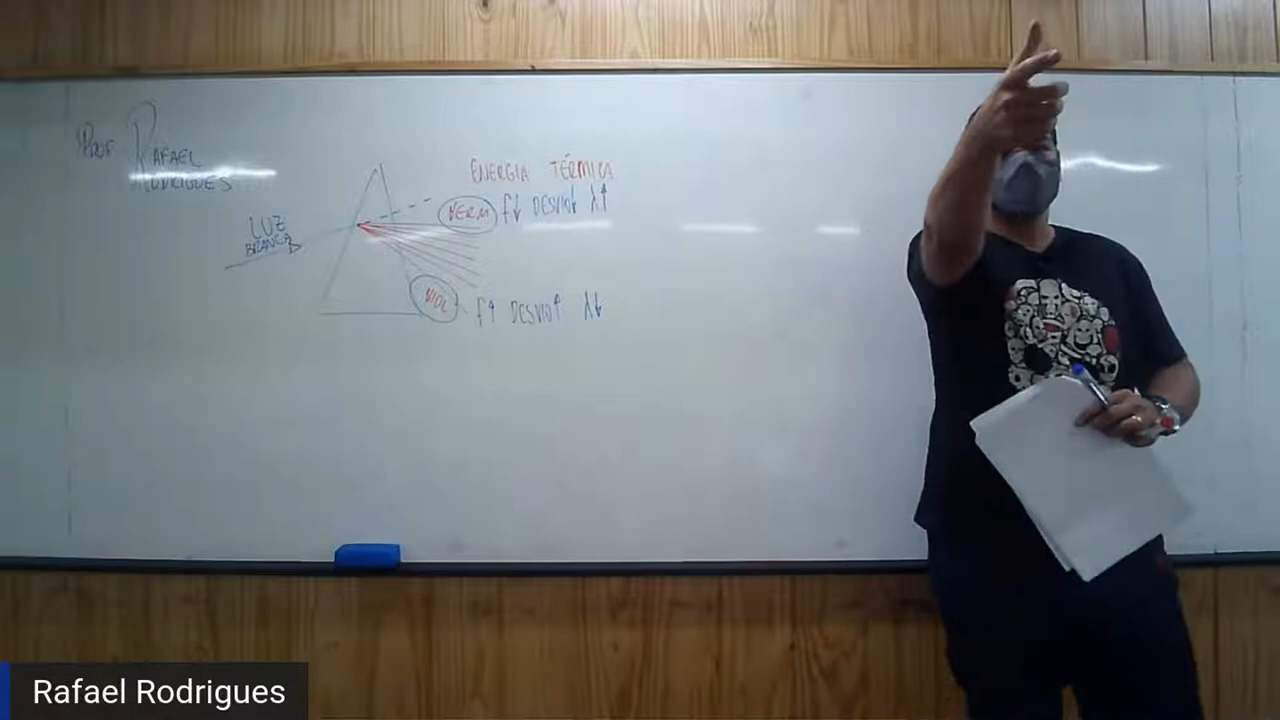 PROF RAFAEL
RODRIGUES
LUZ
BRANCA
ENERGIA TÉRMICA
VERM f↓ DESVIO↓ λ↑
VIOL f↑ DESVIO↑ λ↓
Rafael Rodrigues